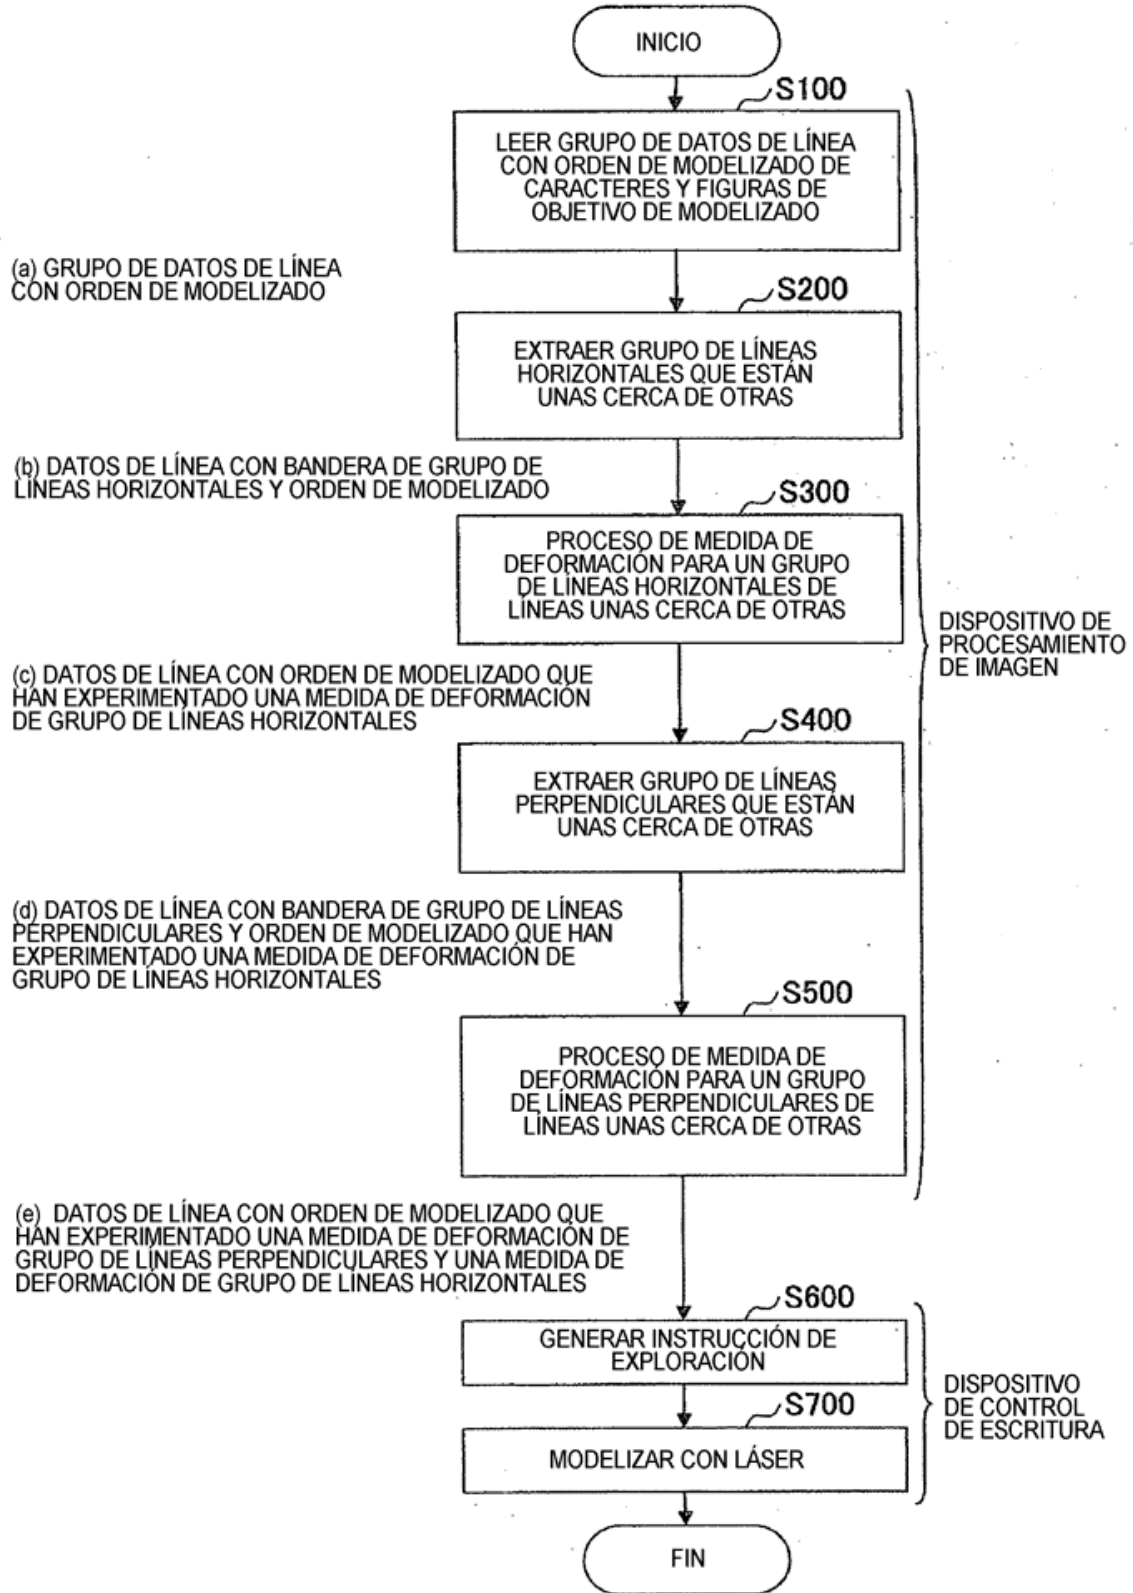 INICIO
S100
LEER GRUPO DE DATOS DE LÍNEA
CON ORDEN DE MODELIZADO DE
CARACTERES Y FIGURAS DE
OBJETIVO DE MODELIZADO
(a) GRUPO DE DATOS DE LÍNEA
CON ORDEN DE MODELIZADO
S200
EXTRAER GRUPO DE LÍNEAS
HORIZONTALES QUE ESTÁN
UNAS CERCA DE OTRAS
(b) DATOS DE LÍNEA CON BANDERA DE GRUPO DE
LÍNEAS HORIZONTALES Y ORDEN DE MODELIZADO
S300
PROCESO DE MEDIDA DE
DEFORMACIÓN PARA UN GRUPO
DE LÍNEAS HORIZONTALES DE
LÍNEAS UNAS CERCA DE OTRAS
DISPOSITIVO DE
PROCESAMIENTO
DE IMAGEN
(c) DATOS DE LÍNEA CON ORDEN DE MODELIZADO QUE
HAN EXPERIMENTADO UNA MEDIDA DE DEFORMACIÓN
DE GRUPO DE LÍNEAS HORIZONTALES
S400
EXTRAER GRUPO DE LÍNEAS
PERPENDICULARES QUE ESTÁN
UNAS CERCA DE OTRAS
(d) DATOS DE LÍNEA CON BANDERA DE GRUPO DE LÍNEAS
PERPENDICULARES Y ORDEN DE MODELIZADO QUE HAN
EXPERIMENTADO UNA MEDIDA DE DEFORMACIÓN DE
GRUPO DE LÍNEAS HORIZONTALES
S500
PROCESO DE MEDIDA DE
DEFORMACIÓN PARA UN GRUPO
DE LÍNEAS PERPENDICULARES DE
LÍNEAS UNAS CERCA DE OTRAS
(e) DATOS DE LÍNEA CON ORDEN DE MODELIZADO QUE
HAN EXPERIMENTADO UNA MEDIDA DE DEFORMACIÓN DE
GRUPO DE LÍNEAS PERPENDICULARES Y UNA MEDIDA DE
DEFORMACIÓN DE GRUPO DE LÍNEAS HORIZONTALES
S600
GENERAR INSTRUCCIÓN DE
EXPLORACIÓN
S700
MODELIZAR CON LÁSER
DISPOSITIVO
DE CONTROL
DE ESCRITURA
FIN